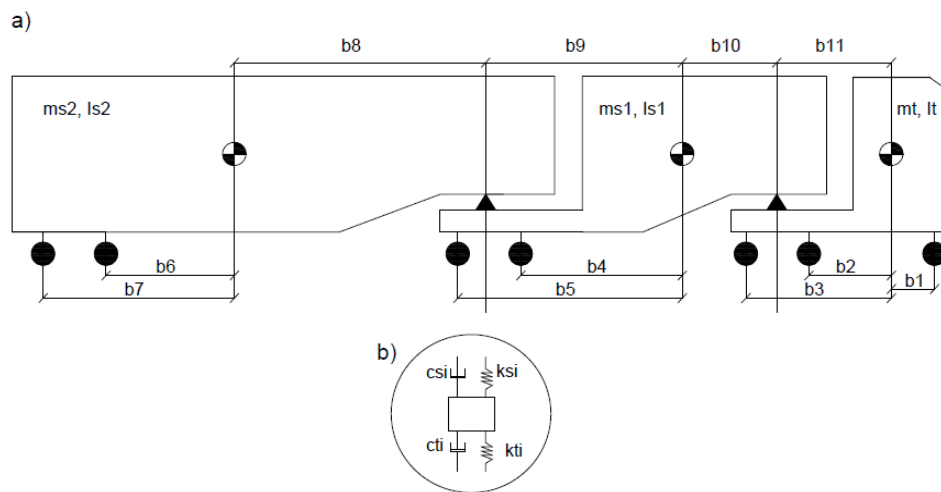 a)
b8 b9 b10 b11
ms2, Is2 ms1, Is1 mt, It
b6 b4 b2
b7 b5 b3 b1
b)
csi ksi
cti kti